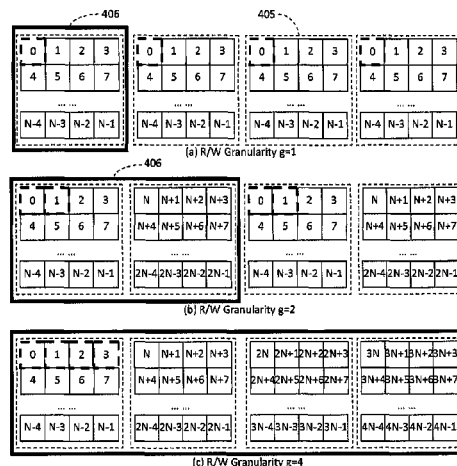 406 405
0 1 2 3 0 1 2 3 0 1 2 3 0 1 2 3
4 5 6 7 4 5 6 7 4 5 6 7 4 5 6 7
... ... ... ... ... ... ... ...
N-4 N-3 N-2 N-1 N-4 N-3 N-2 N-1 N-4 N-3 N-2 N-1 N-4 N-3 N-2 N-1
(a) R/W Granularity g=1
406
0 1 2 3 N N+1 N+2 N+3 0 1 2 3 N N+1 N+2 N+3
4 5 6 7 N+4 N+5 N+6 N+7 4 5 6 7 N+4 N+5 N+6 N+7
... ... ... ... ... ... ... ...
N-4 N-3 N-2 N-1 2N-4 2N-3 2N-2 2N-1 N-4 N-3 N-2 N-1 2N-4 2N-3 2N-2 2N-1
(b) R/W Granularity g=2
0 1 2 3 N N+1 N+2 N+3 2N 2N+1 2N+2 2N+3 3N 3N+1 3N+2 3N+3
4 5 6 7 N+4 N+5 N+6 N+7 2N+4 2N+5 2N+6 2N+7 3N+4 3N+5 3N+6 3N+7
... ... ... ... ... ... ... ...
N-4 N-3 N-2 N-1 2N-4 2N-3 2N-2 2N-1 3N-4 3N-3 3N-2 3N-1 4N-4 4N-3 4N-2 4N-1
(c) R/W Granularity g=4